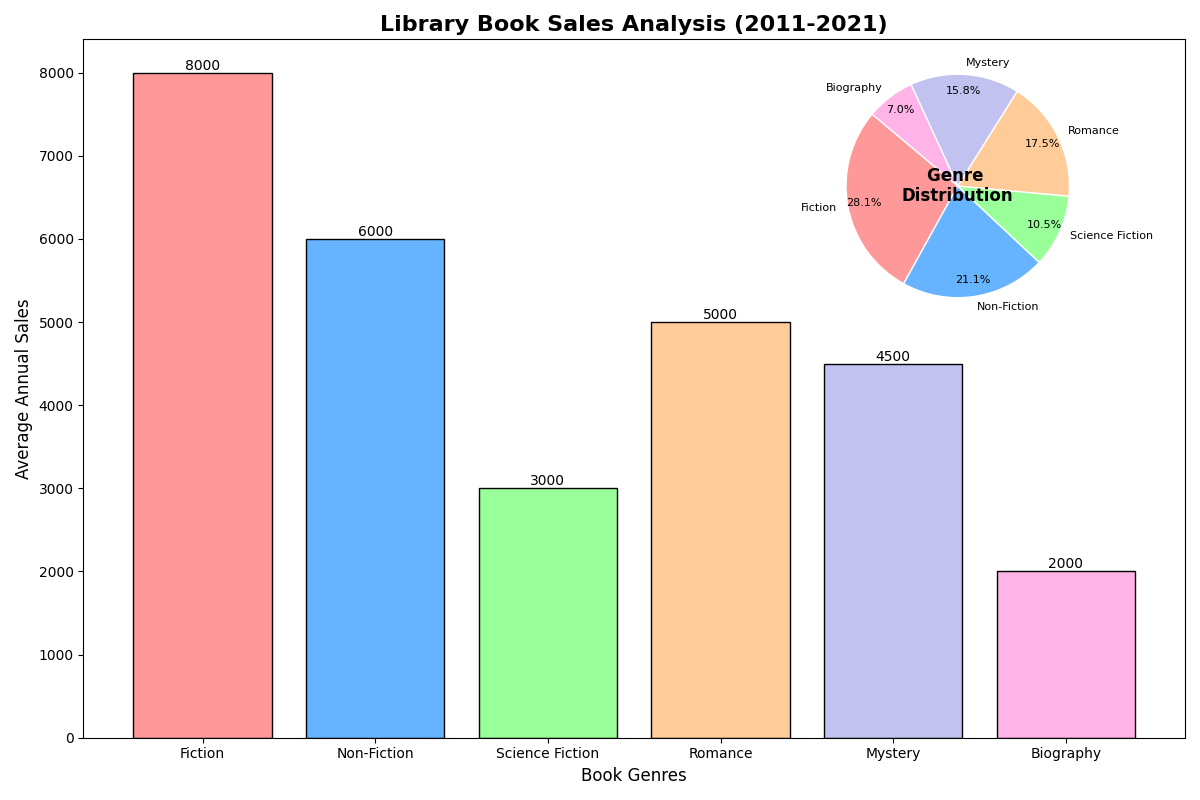 Library Book Sales Analysis (2011-2021)
Average Annual Sales
8000
7000
6000
5000
4000
3000
2000
1000
0
8000
6000
3000
5000
4500
2000
Fiction
Non-Fiction
Science Fiction
Romance
Mystery
Biography
Book Genres
Mystery
15.8%
Biography
7.0%
Romance
17.5%
Genre
Distribution
Fiction
28.1%
Science Fiction
10.5%
Non-Fiction
21.1%